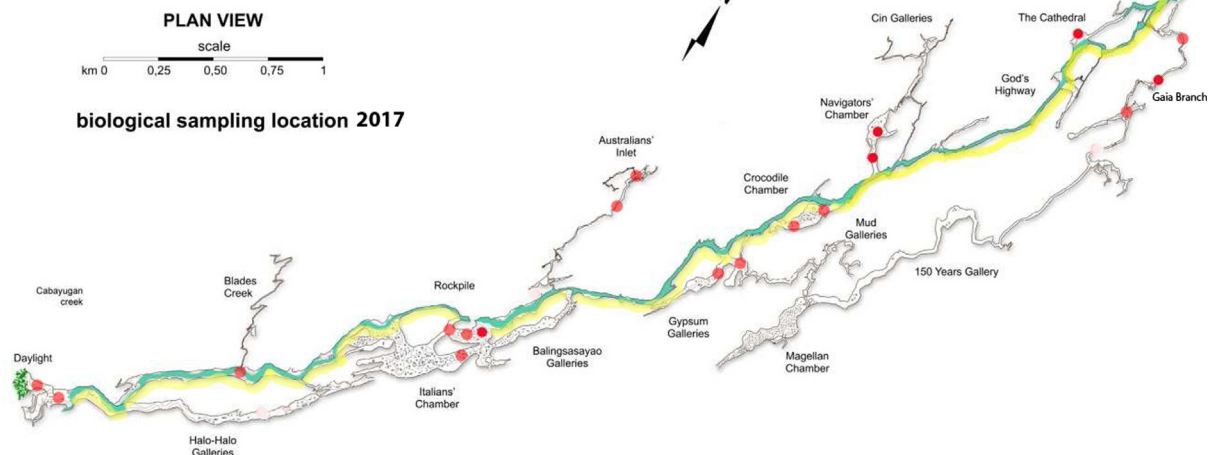 PLAN VIEW
scale
km 0 0,25 0,50 0,75 1
biological sampling location 2017
Cin Galleries
The Cathedral
God's
Highway
Gaia Branch
Navigators'
Chamber
Australians'
Inlet
Crocodile
Chamber
Mud
Galleries
150 Years Gallery
Blades
Creek
Cabayugan
creek
Rockpile
Gypsum
Galleries
Magellan
Chamber
Balingsasayao
Galleries
Daylight
Italians'
Chamber
Halo-Halo
Galleries